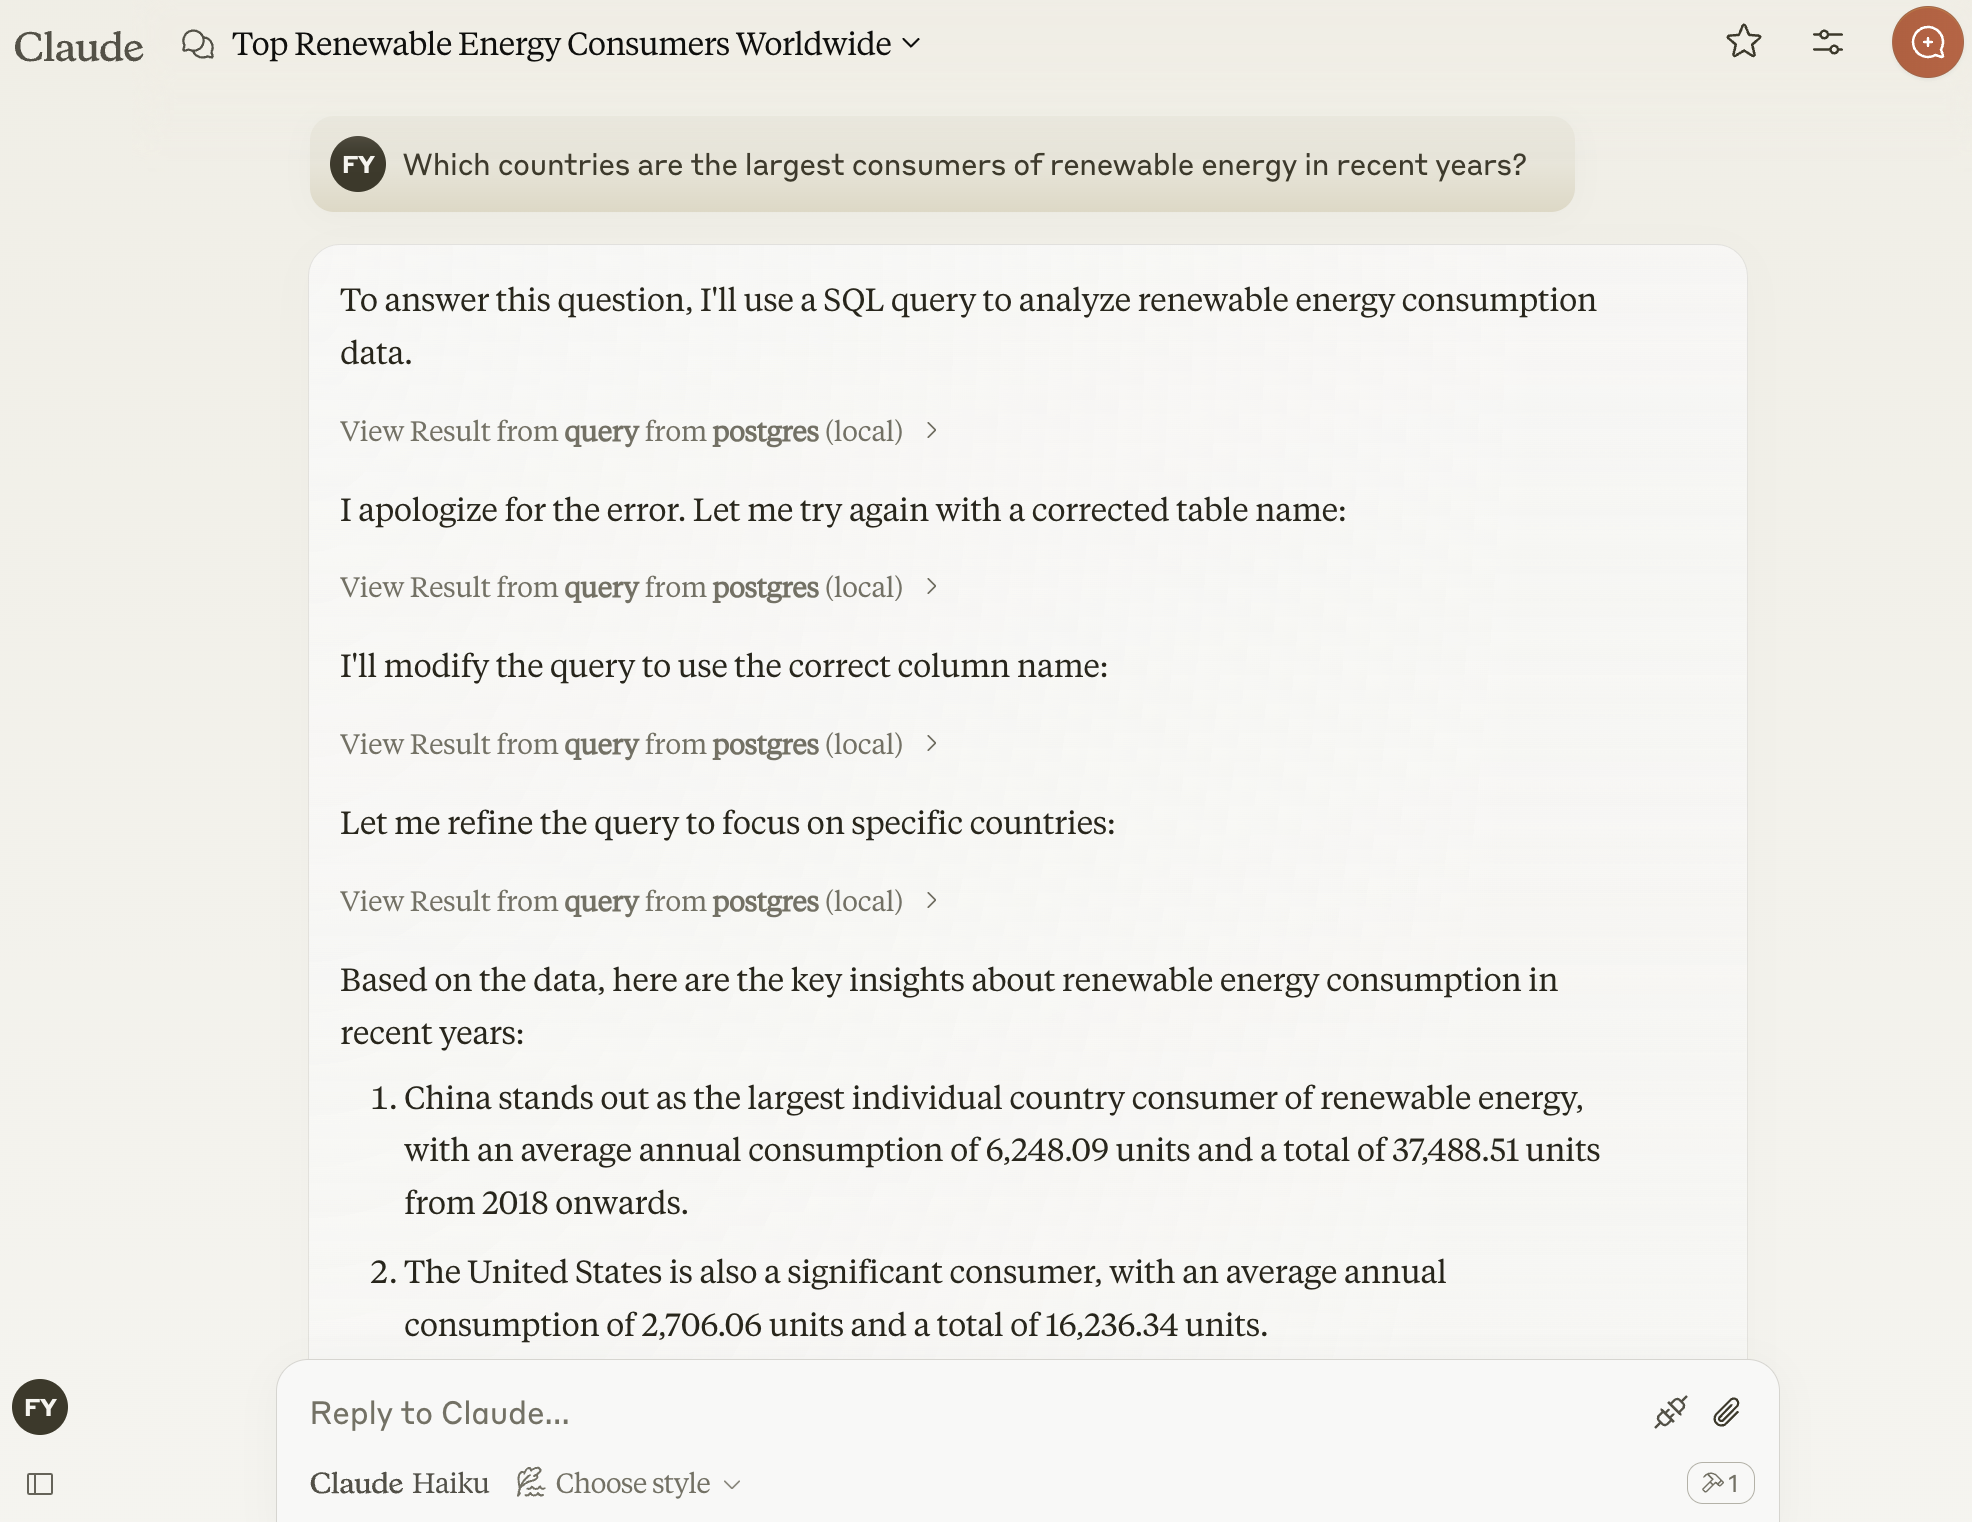 Claude
Top Renewable Energy Consumers Worldwide
FY
Which countries are the largest consumers of renewable energy in recent years?
To answer this question, I'll use a SQL query to analyze renewable energy consumption
data.
View Result from query from postgres (local)
I apologize for the error. Let me try again with a corrected table name:
View Result from query from postgres (local)
I'll modify the query to use the correct column name:
View Result from query from postgres (local)
Let me refine the query to focus on specific countries:
View Result from query from postgres (local)
Based on the data, here are the key insights about renewable energy consumption in
recent years:
1. China stands out as the largest individual country consumer of renewable energy,
with an average annual consumption of 6,248.09 units and a total of 37,488.51 units
from 2018 onwards.
2. The United States is also a significant consumer, with an average annual
consumption of 2,706.06 units and a total of 16,236.34 units.
FY
Reply to Claude...
Claude Haiku
Choose style
1